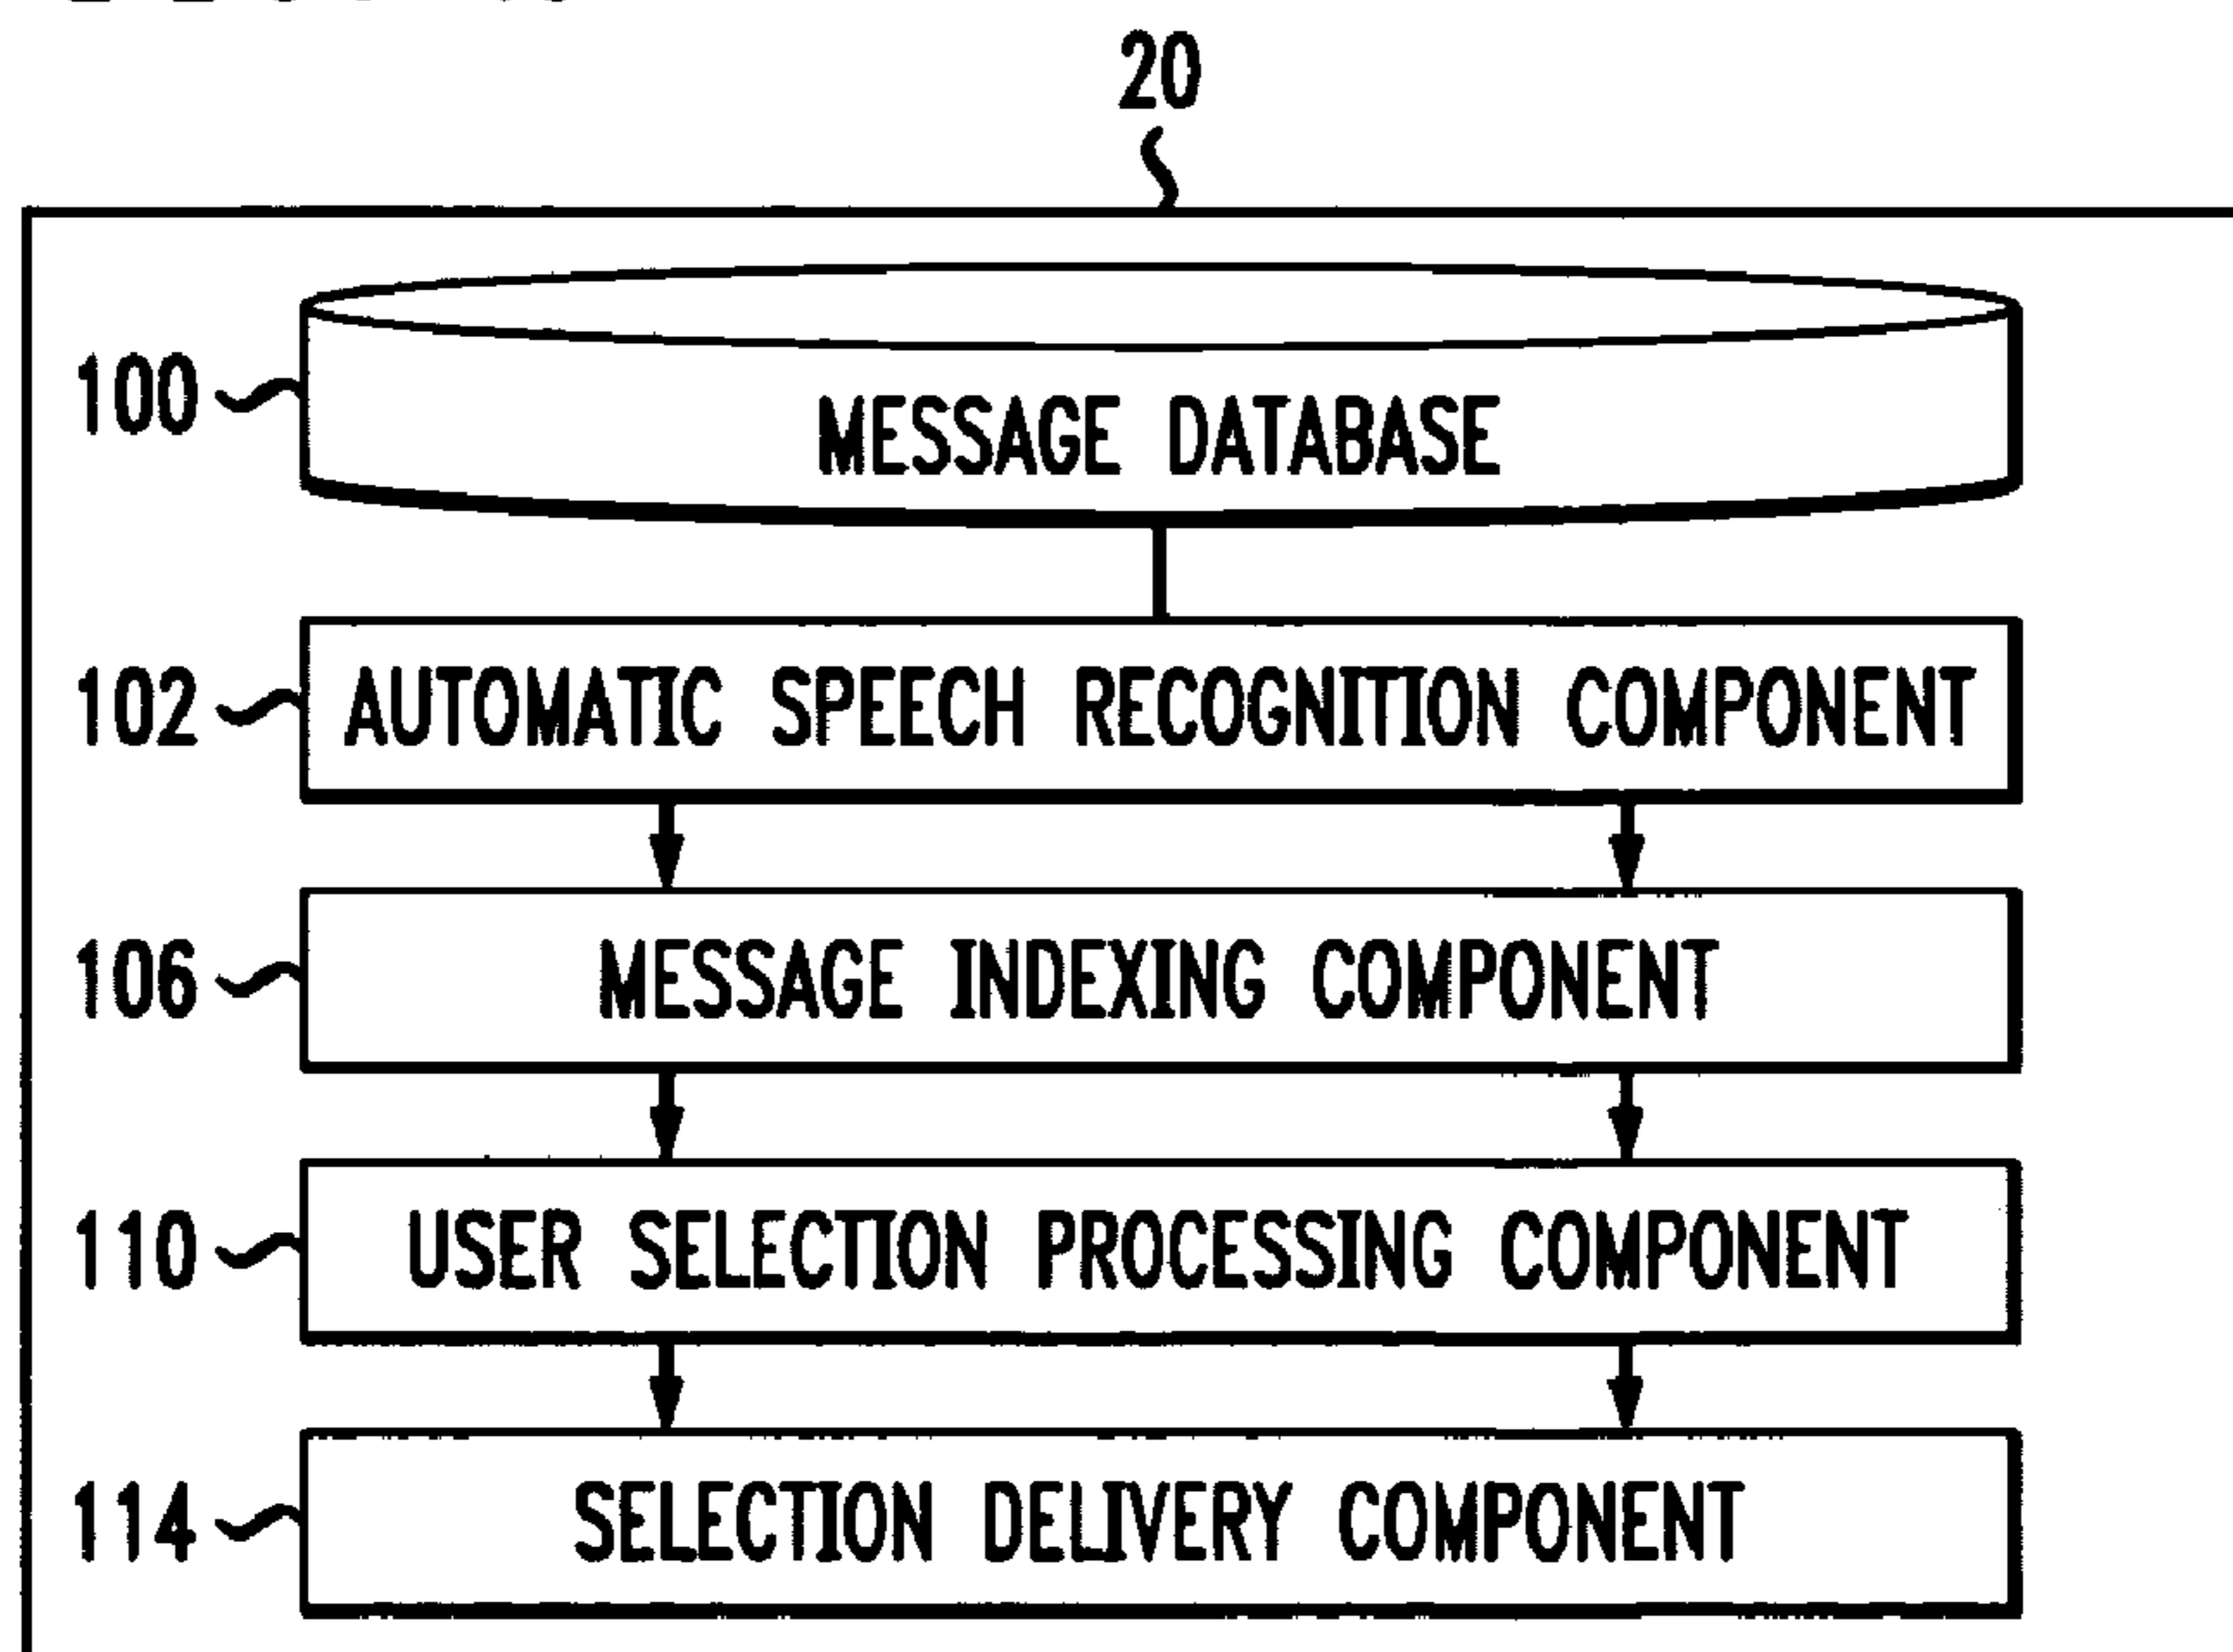 20
100
MESSAGE DATABASE
102
AUTOMATIC SPEECH RECOGNITION COMPONENT
106
MESSAGE INDEXING COMPONENT
110
USER SELECTION PROCESSING COMPONENT
114
SELECTION DELIVERY COMPONENT